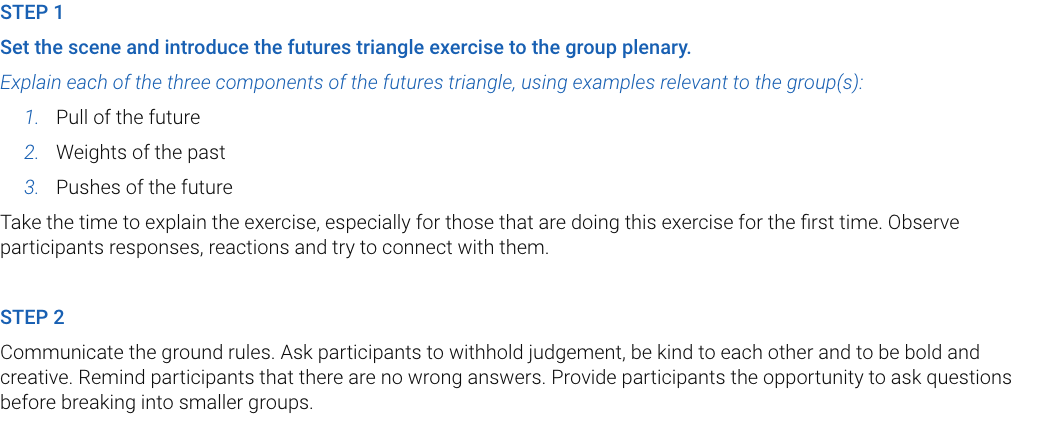 STEP 1
Set the scene and introduce the futures triangle exercise to the group plenary.
Explain each of the three components of the futures triangle, using examples relevant to the group(s):
1. Pull of the future
2. Weights of the past
3. Pushes of the future
Take the time to explain the exercise, especially for those that are doing this exercise for the first time. Observe
participants responses, reactions and try to connect with them.
STEP 2
Communicate the ground rules. Ask participants to withhold judgement, be kind to each other and to be bold and
creative. Remind participants that there are no wrong answers. Provide participants the opportunity to ask questions
before breaking into smaller groups.